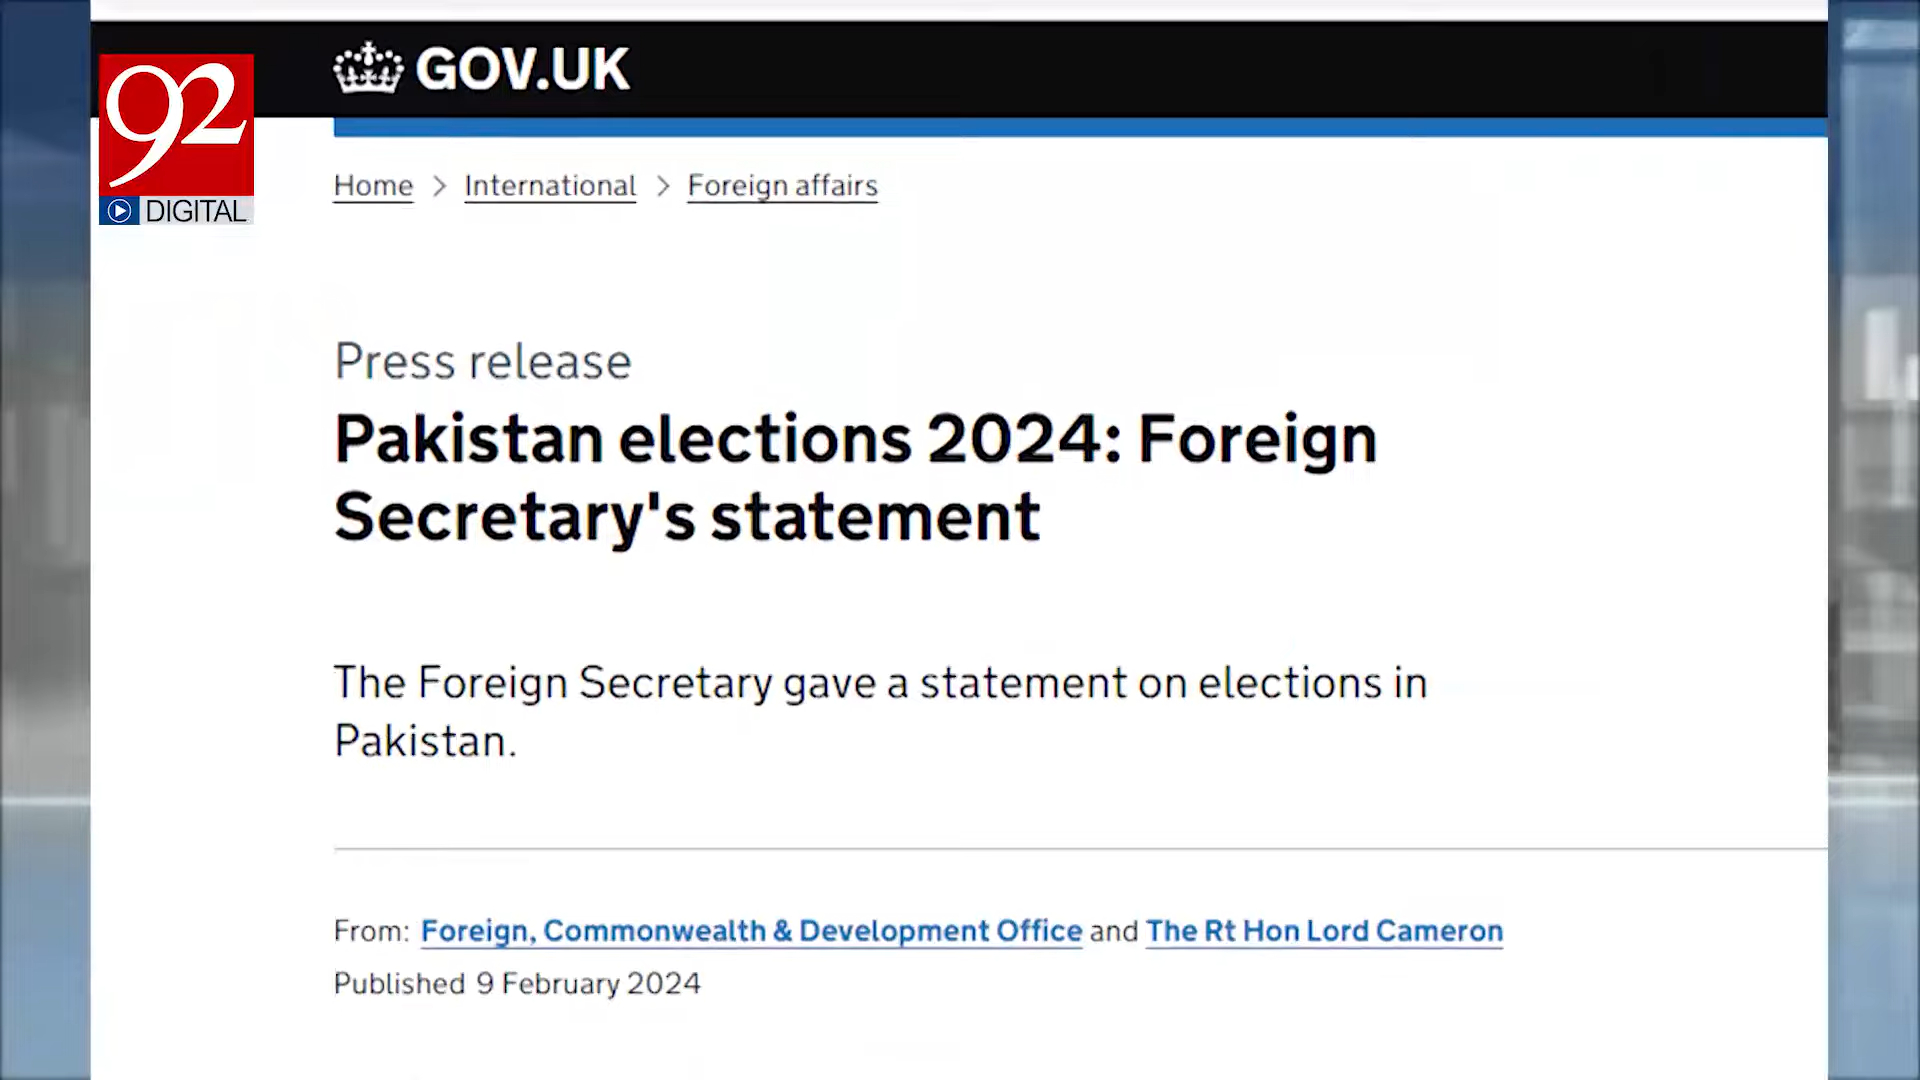 92
DIGITAL
GOV.UK
Home > International > Foreign affairs
Press release
Pakistan elections 2024: Foreign
Secretary's statement
The Foreign Secretary gave a statement on elections in
Pakistan.
From: Foreign, Commonwealth & Development Office and The Rt Hon Lord Cameron
Published 9 February 2024